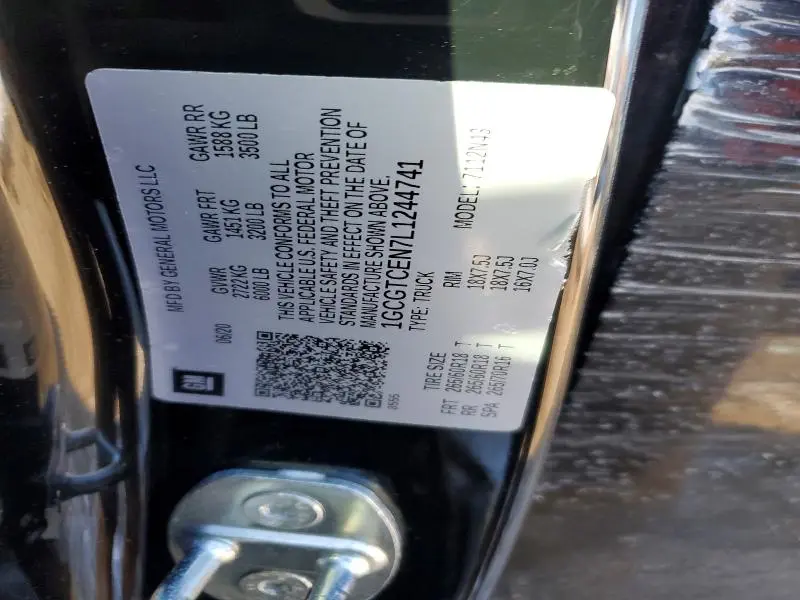 GM
MFD BY GENERAL MOTORS LLC
06/20
GVWR GAWR FRT GAWR RR
2722 KG 1451 KG 1588 KG
6000 LB 3200 LB 3500 LB
THIS VEHICLE CONFORMS TO ALL
APPLICABLE U.S. FEDERAL MOTOR
VEHICLE SAFETY AND THEFT PREVENTION
STANDARDS IN EFFECT ON THE DATE OF
MANUFACTURE SHOWN ABOVE.
1GCGTCEN7L1244741
TYPE: TRUCK MODEL: 7112N43
TIRE SIZE RIM
FRT 265/60R18 T 18X7.5J
RR 265/60R18 T 18X7.5J
SPA 265/70R16 T 16X7.0J